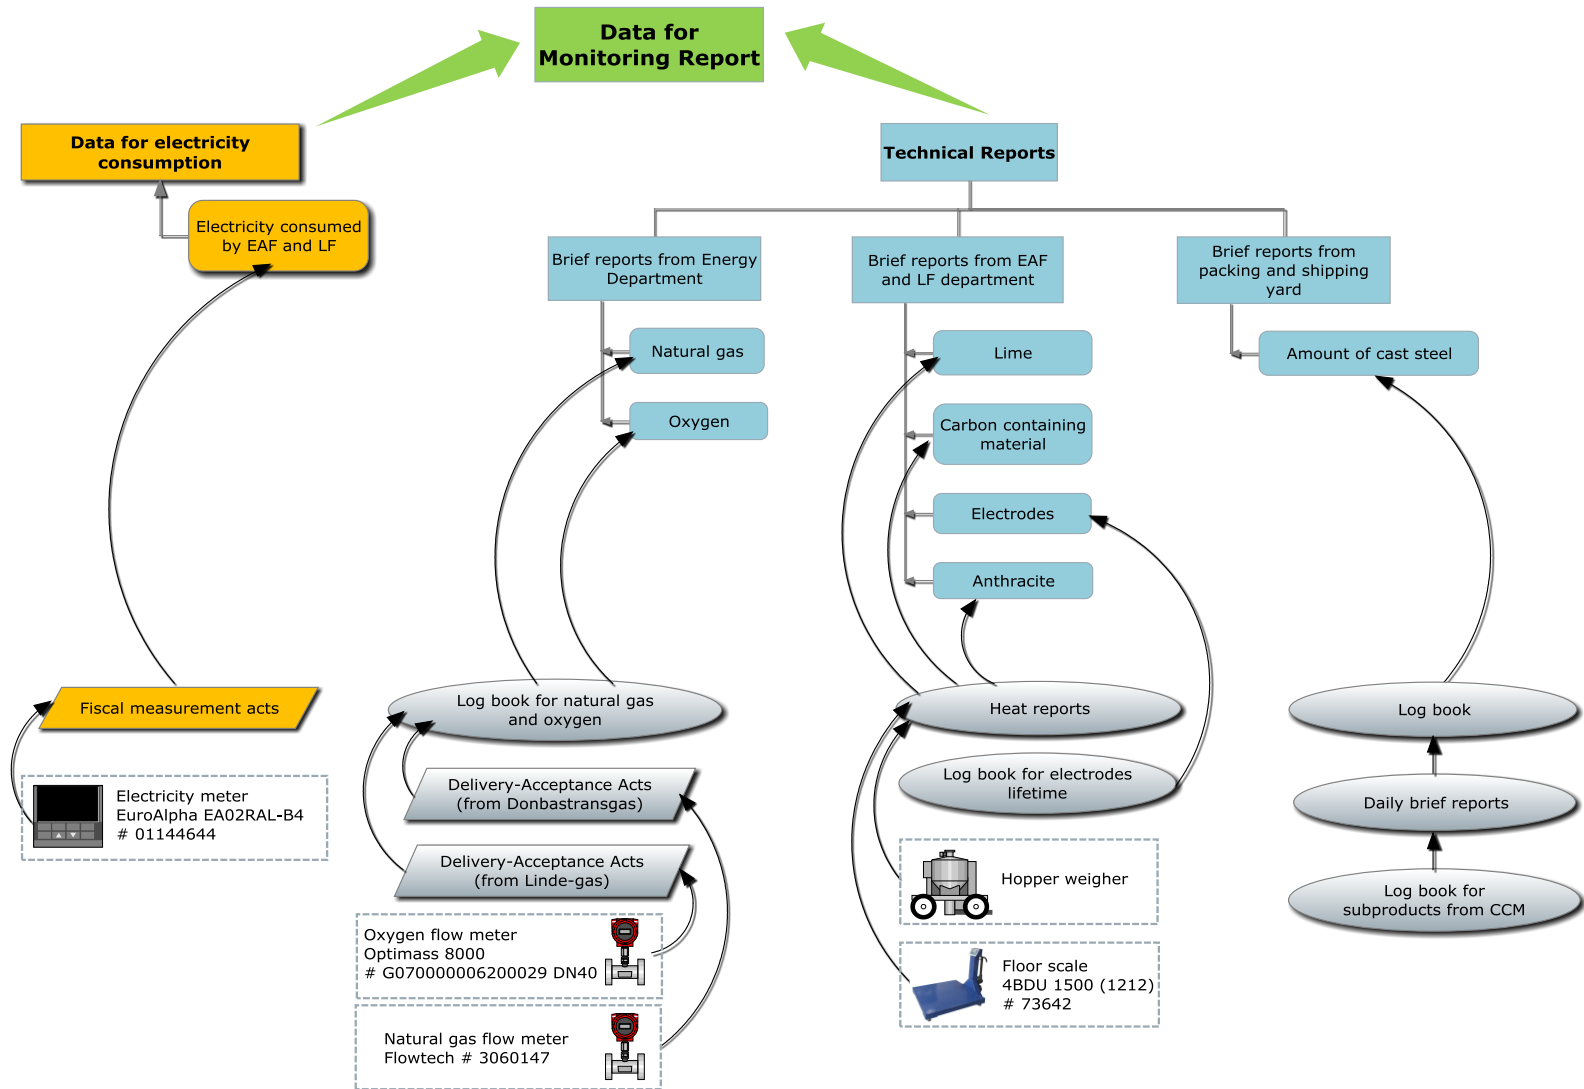 Data for
Monitoring Report
Data for electricity
consumption
Technical Reports
Electricity consumed
by EAF and LF
Brief reports from Energy
Department
Brief reports from EAF
and LF department
Brief reports from
packing and shipping
yard
Natural gas
Lime
Amount of cast steel
Oxygen
Carbon containing
material
Electrodes
Anthracite
Fiscal measurement acts
Log book for natural gas
and oxygen
Heat reports
Log book
Electricity meter
EuroAlpha EA02RAL-B4
# 01144644
Delivery-Acceptance Acts
(from Donbastransgas)
Log book for electrodes
lifetime
Daily brief reports
Delivery-Acceptance Acts
(from Linde-gas)
Hopper weigher
Log book for
subproducts from CCM
Oxygen flow meter
Optimass 8000
# G070000006200029 DN40
Floor scale
4BDU 1500 (1212)
# 73642
Natural gas flow meter
Flowtech # 3060147